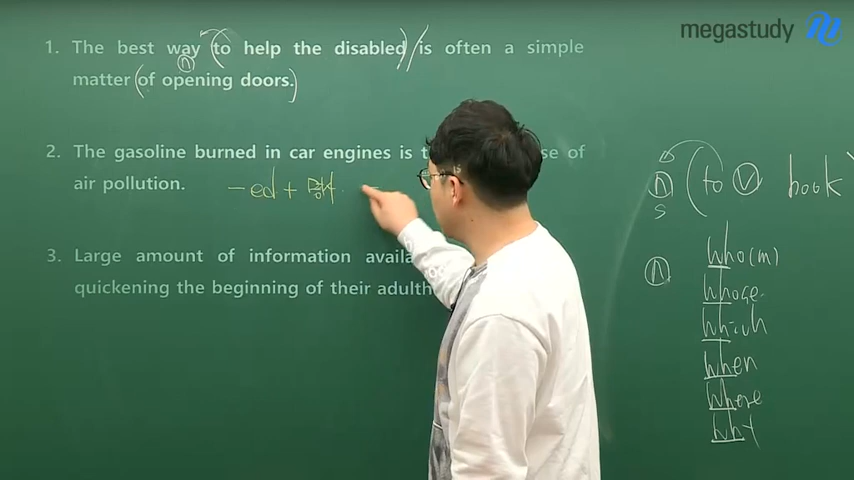 megastudy
1. The best way (to help the disabled) / is often a simple
n
matter (of opening doors.)
2. The gasoline burned in car engines is se of
air pollution. -ed +
3. Large amount of information availa
quickening the beginning of their adulth
n (to V book
S
n
who(m)
whose
which
when
where
why